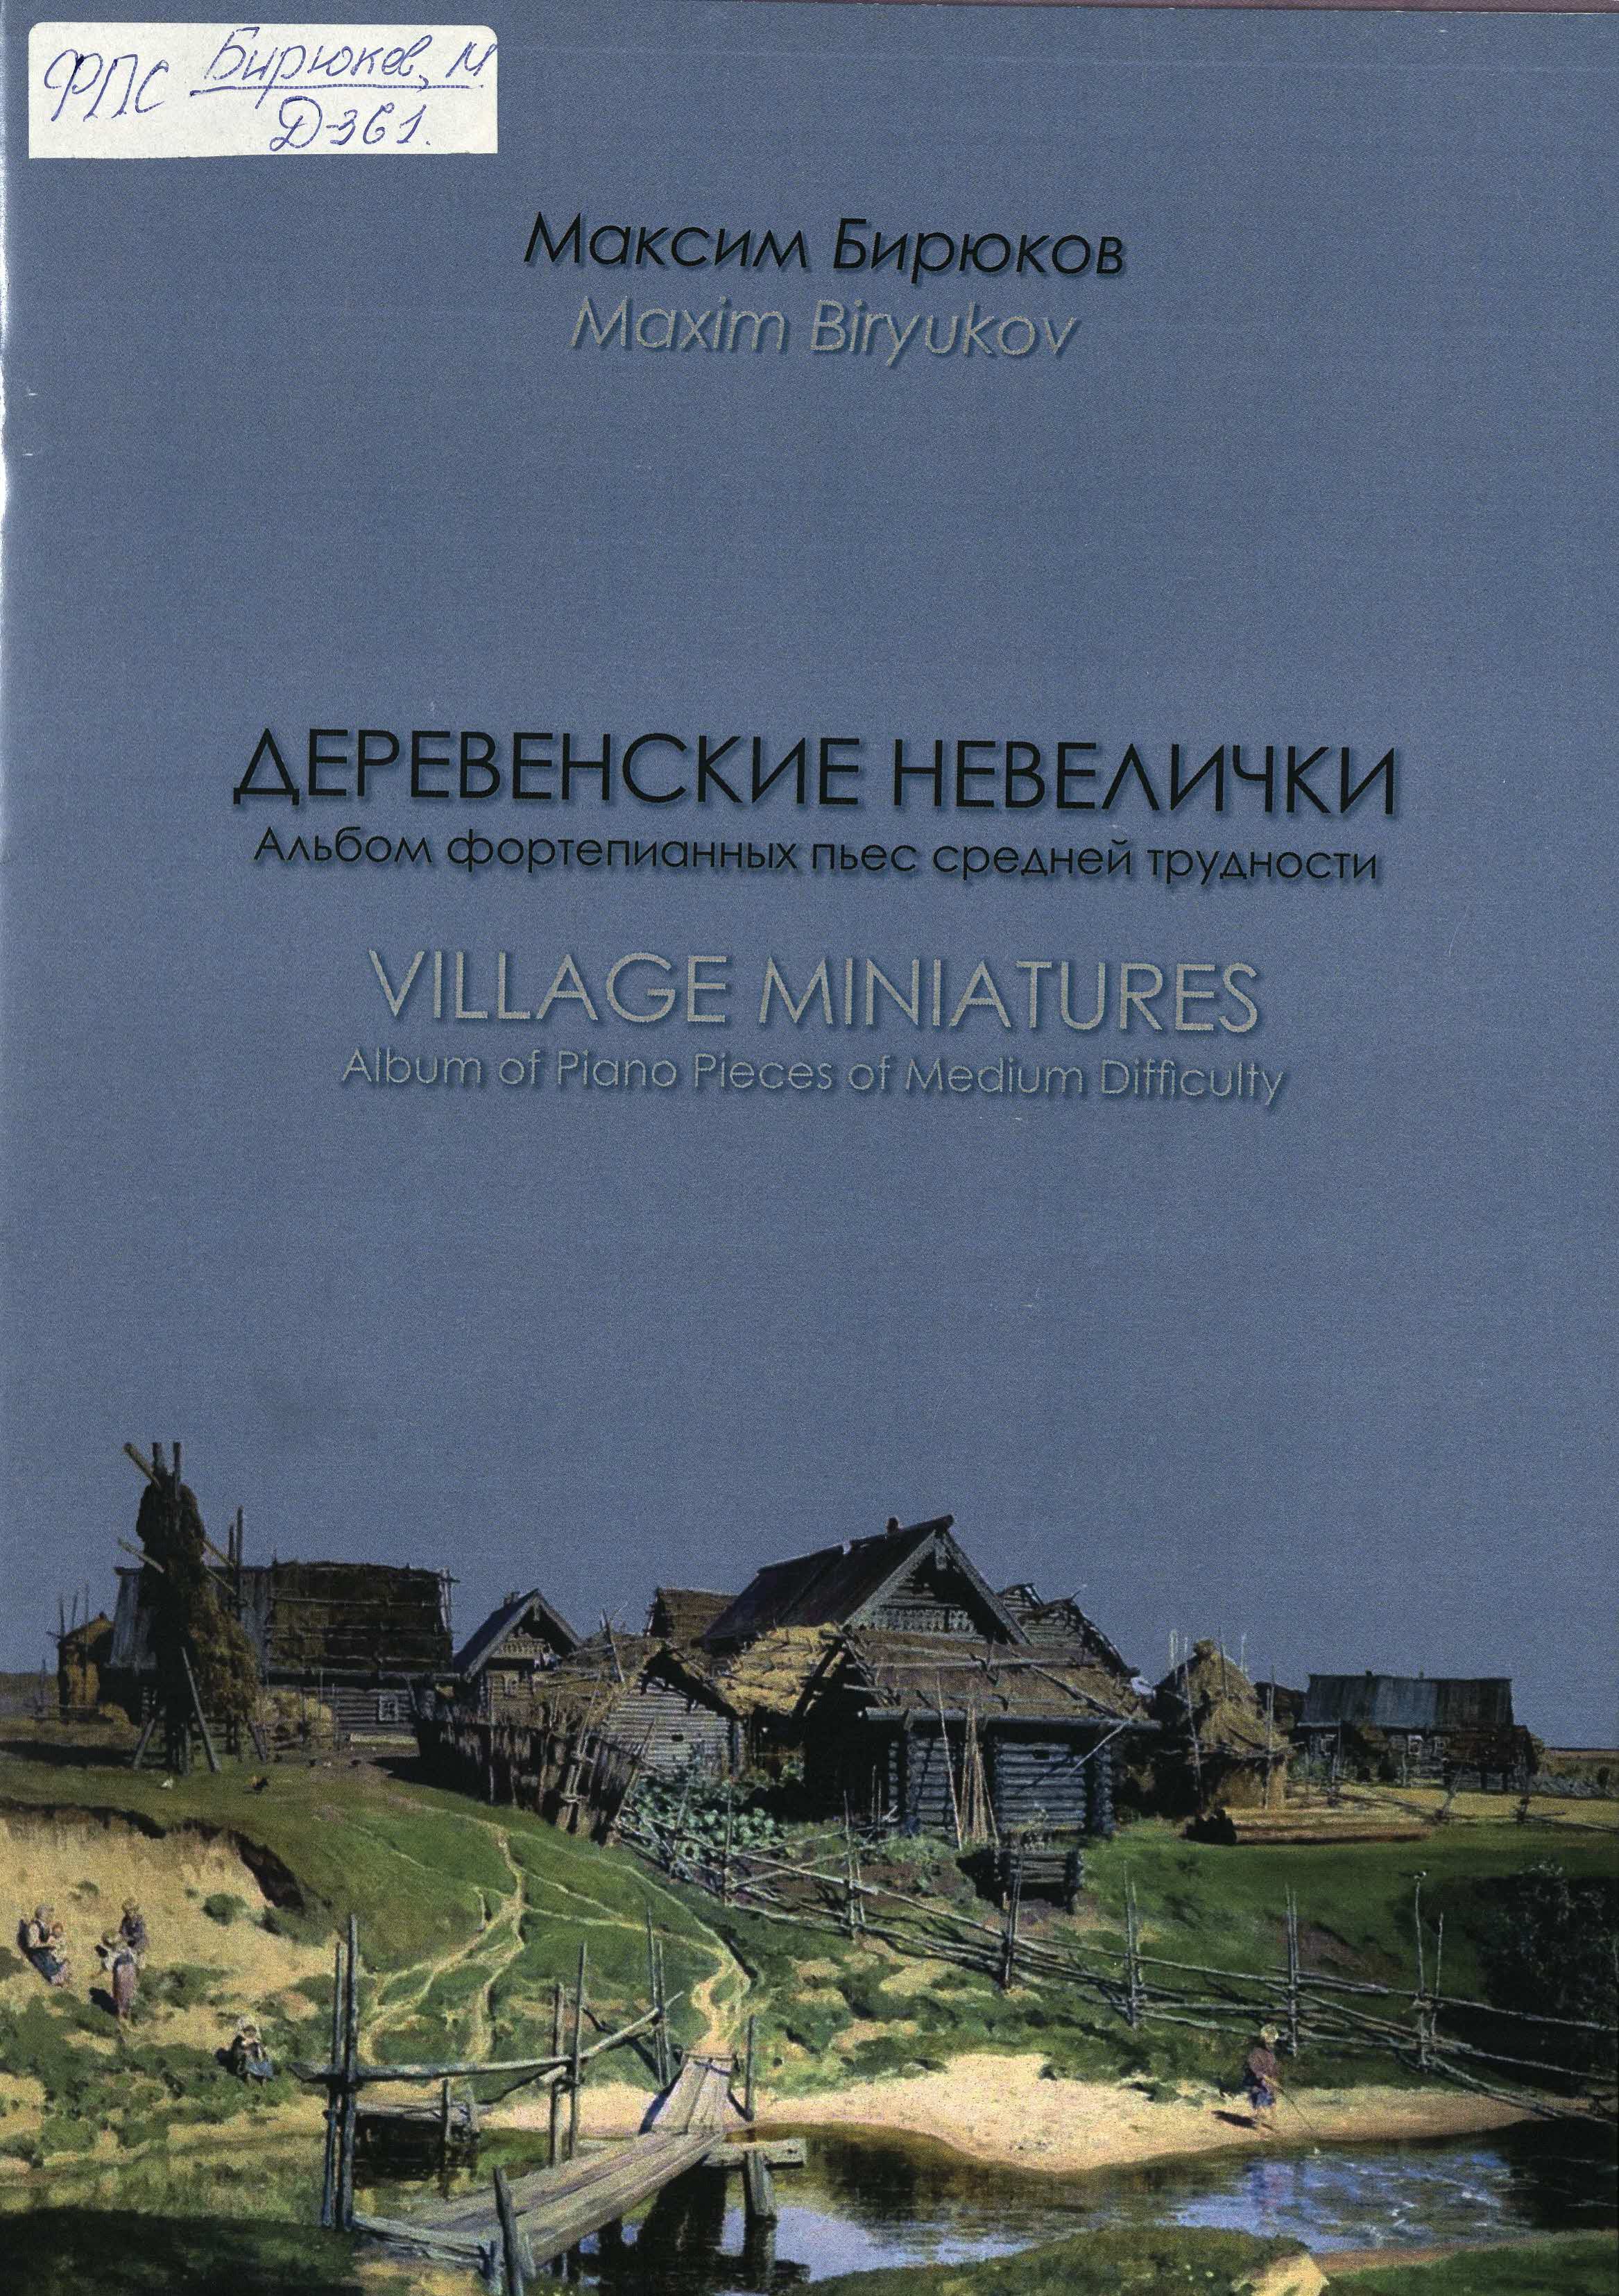 ФПС Бирюков, М
Д-361.
Максим Бирюков
Maxim Biryukov
ДЕРЕВЕНСКИЕ НЕВЕЛИЧКИ
Альбом фортепианных пьес средней трудности
VILLAGE MINIATURES
Album of Piano Pieces of Medium Difficulty